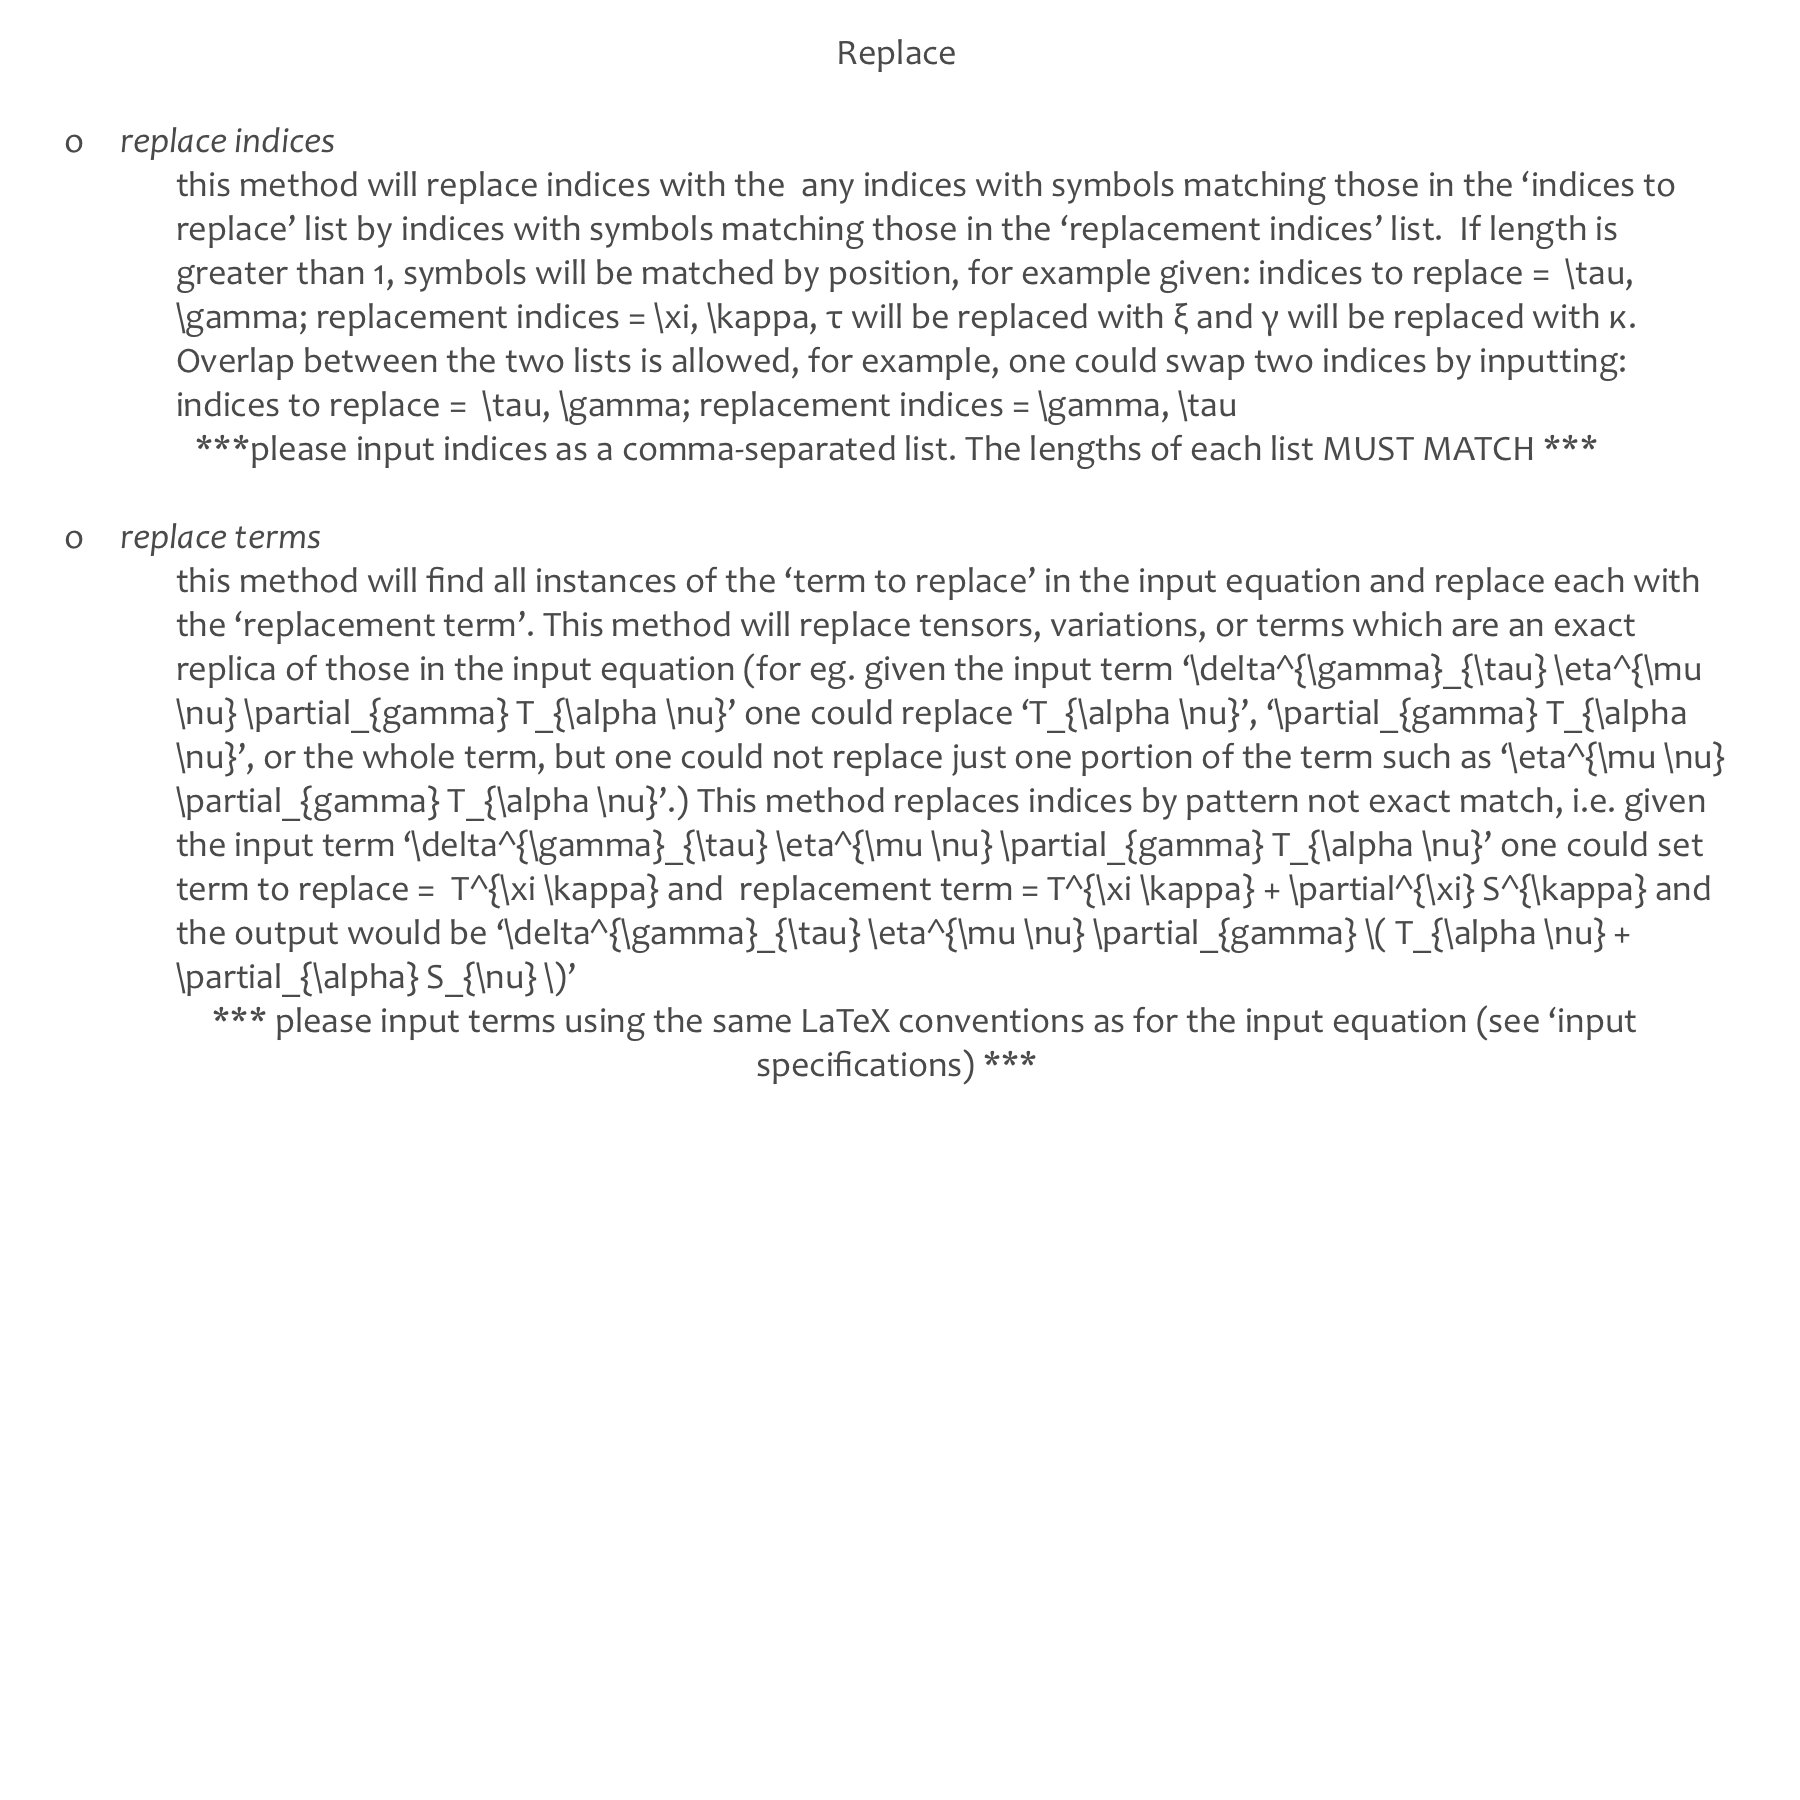 Replace
o replace indices
this method will replace indices with the  any indices with symbols matching those in the ‘indices to
replace’ list by indices with symbols matching those in the ‘replacement indices’ list.  If length is
greater than 1, symbols will be matched by position, for example given: indices to replace =  \tau,
\gamma; replacement indices = \xi, \kappa, τ will be replaced with ξ and γ will be replaced with κ.
Overlap between the two lists is allowed, for example, one could swap two indices by inputting:
indices to replace =  \tau, \gamma; replacement indices = \gamma, \tau
***please input indices as a comma-separated list. The lengths of each list MUST MATCH ***
o replace terms
this method will find all instances of the ‘term to replace’ in the input equation and replace each with
the ‘replacement term’. This method will replace tensors, variations, or terms which are an exact
replica of those in the input equation (for eg. given the input term ‘\delta^{\gamma}_{\tau} \eta^{\mu
\nu} \partial_{gamma} T_{\alpha \nu}’ one could replace ‘T_{\alpha \nu}’, ‘\partial_{gamma} T_{\alpha
\nu}’, or the whole term, but one could not replace just one portion of the term such as ‘\eta^{\mu \nu}
\partial_{gamma} T_{\alpha \nu}’.) This method replaces indices by pattern not exact match, i.e. given
the input term ‘\delta^{\gamma}_{\tau} \eta^{\mu \nu} \partial_{gamma} T_{\alpha \nu}’ one could set
term to replace =  T^{\xi \kappa} and  replacement term = T^{\xi \kappa} + \partial^{\xi} S^{\kappa} and
the output would be ‘\delta^{\gamma}_{\tau} \eta^{\mu \nu} \partial_{gamma} \( T_{\alpha \nu} +
\partial_{\alpha} S_{\nu} \)’
*** please input terms using the same LaTeX conventions as for the input equation (see ‘input
specifications) ***